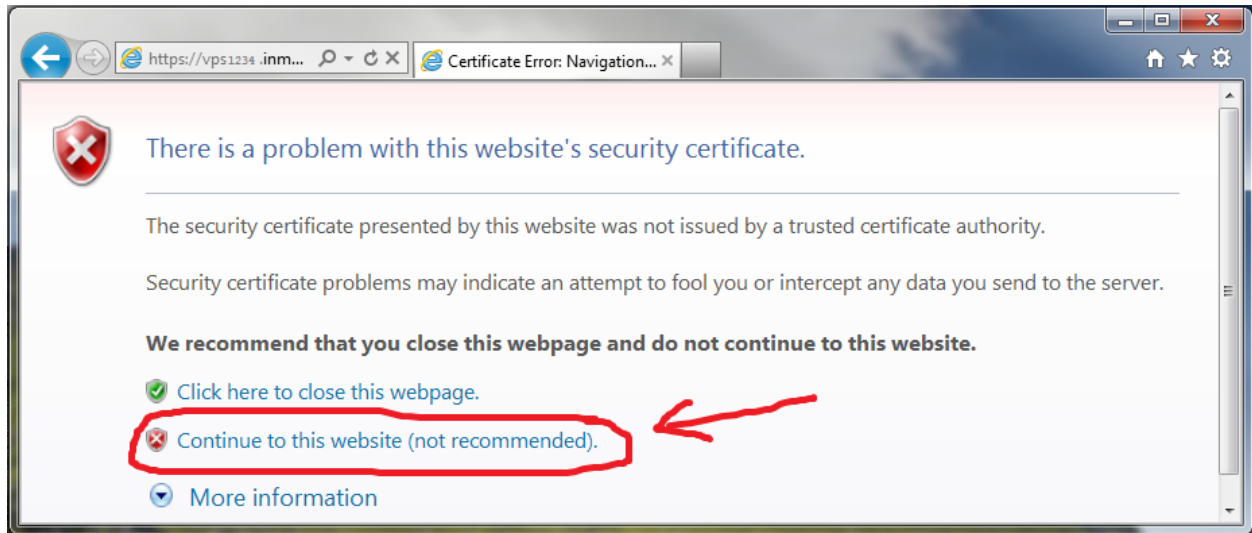 https://vps1234 .inm...
Certificate Error: Navigation...
There is a problem with this website's security certificate.
The security certificate presented by this website was not issued by a trusted certificate authority.
Security certificate problems may indicate an attempt to fool you or intercept any data you send to the server.
We recommend that you close this webpage and do not continue to this website.
Click here to close this webpage.
Continue to this website (not recommended).
More information